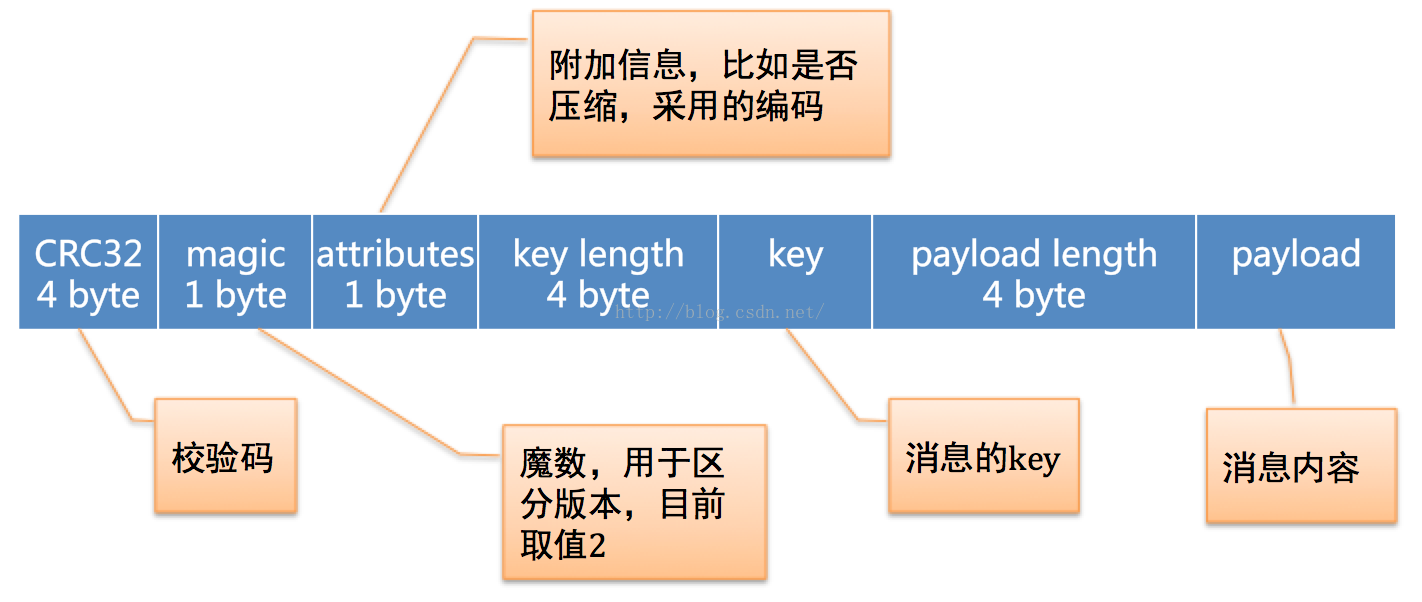 附加信息，比如是否
压缩，采用的编码
CRC32
4 byte
magic
1 byte
attributes
1 byte
key length
4 byte
key
payload length
4 byte
payload
http://blog.csdn.net/
校验码
魔数，用于区
分版本，目前
取值2
消息的key
消息内容